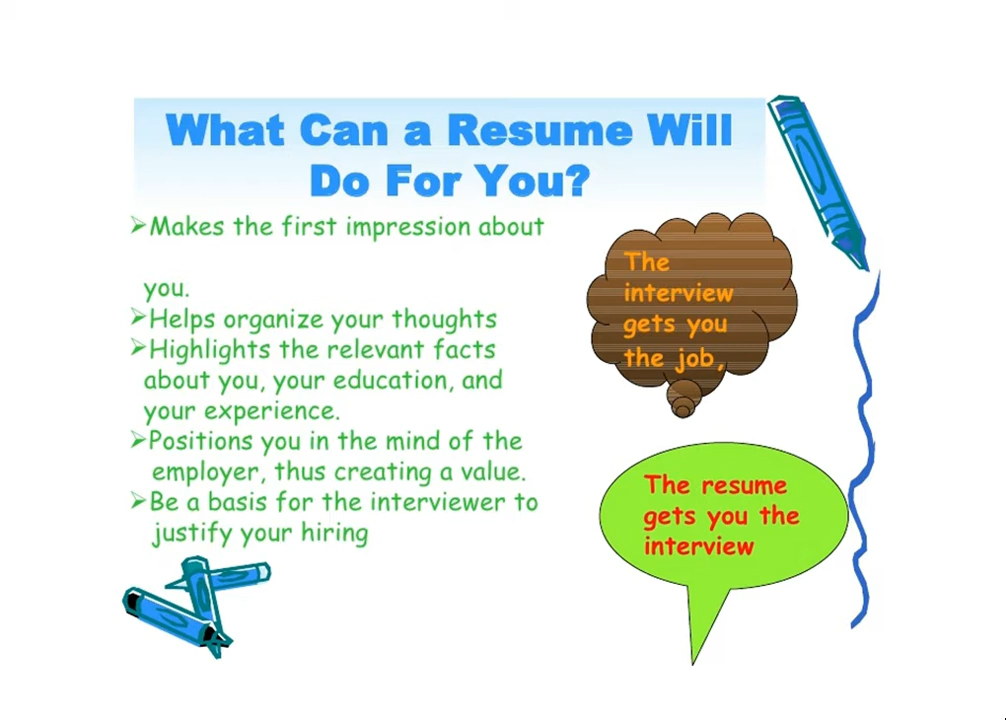 What Can a Resume Will
Do For You?
➢Makes the first impression about
you.
➢Helps organize your thoughts
➢Highlights the relevant facts
about you, your education, and
your experience.
➢Positions you in the mind of the
employer, thus creating a value.
➢Be a basis for the interviewer to
justify your hiring
The
interview
gets you
the job,
The resume
gets you the
interview